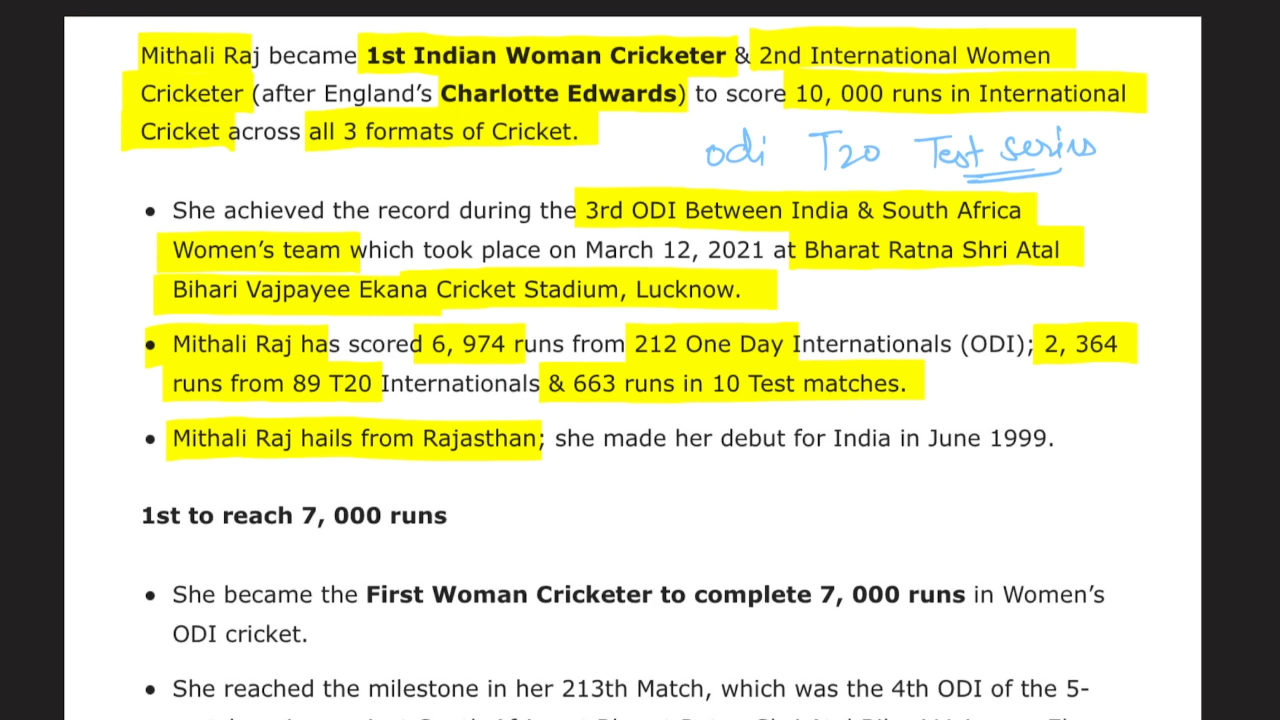 Mithali Raj became 1st Indian Woman Cricketer & 2nd International Women
Cricketer (after England’s Charlotte Edwards) to score 10, 000 runs in International
Cricket across all 3 formats of Cricket.
odi T20 Test series
• She achieved the record during the 3rd ODI Between India & South Africa
Women’s team which took place on March 12, 2021 at Bharat Ratna Shri Atal
Bihari Vajpayee Ekana Cricket Stadium, Lucknow.
• Mithali Raj has scored 6, 974 runs from 212 One Day Internationals (ODI); 2, 364
runs from 89 T20 Internationals & 663 runs in 10 Test matches.
• Mithali Raj hails from Rajasthan; she made her debut for India in June 1999.
1st to reach 7, 000 runs
• She became the First Woman Cricketer to complete 7, 000 runs in Women’s
ODI cricket.
• She reached the milestone in her 213th Match, which was the 4th ODI of the 5-